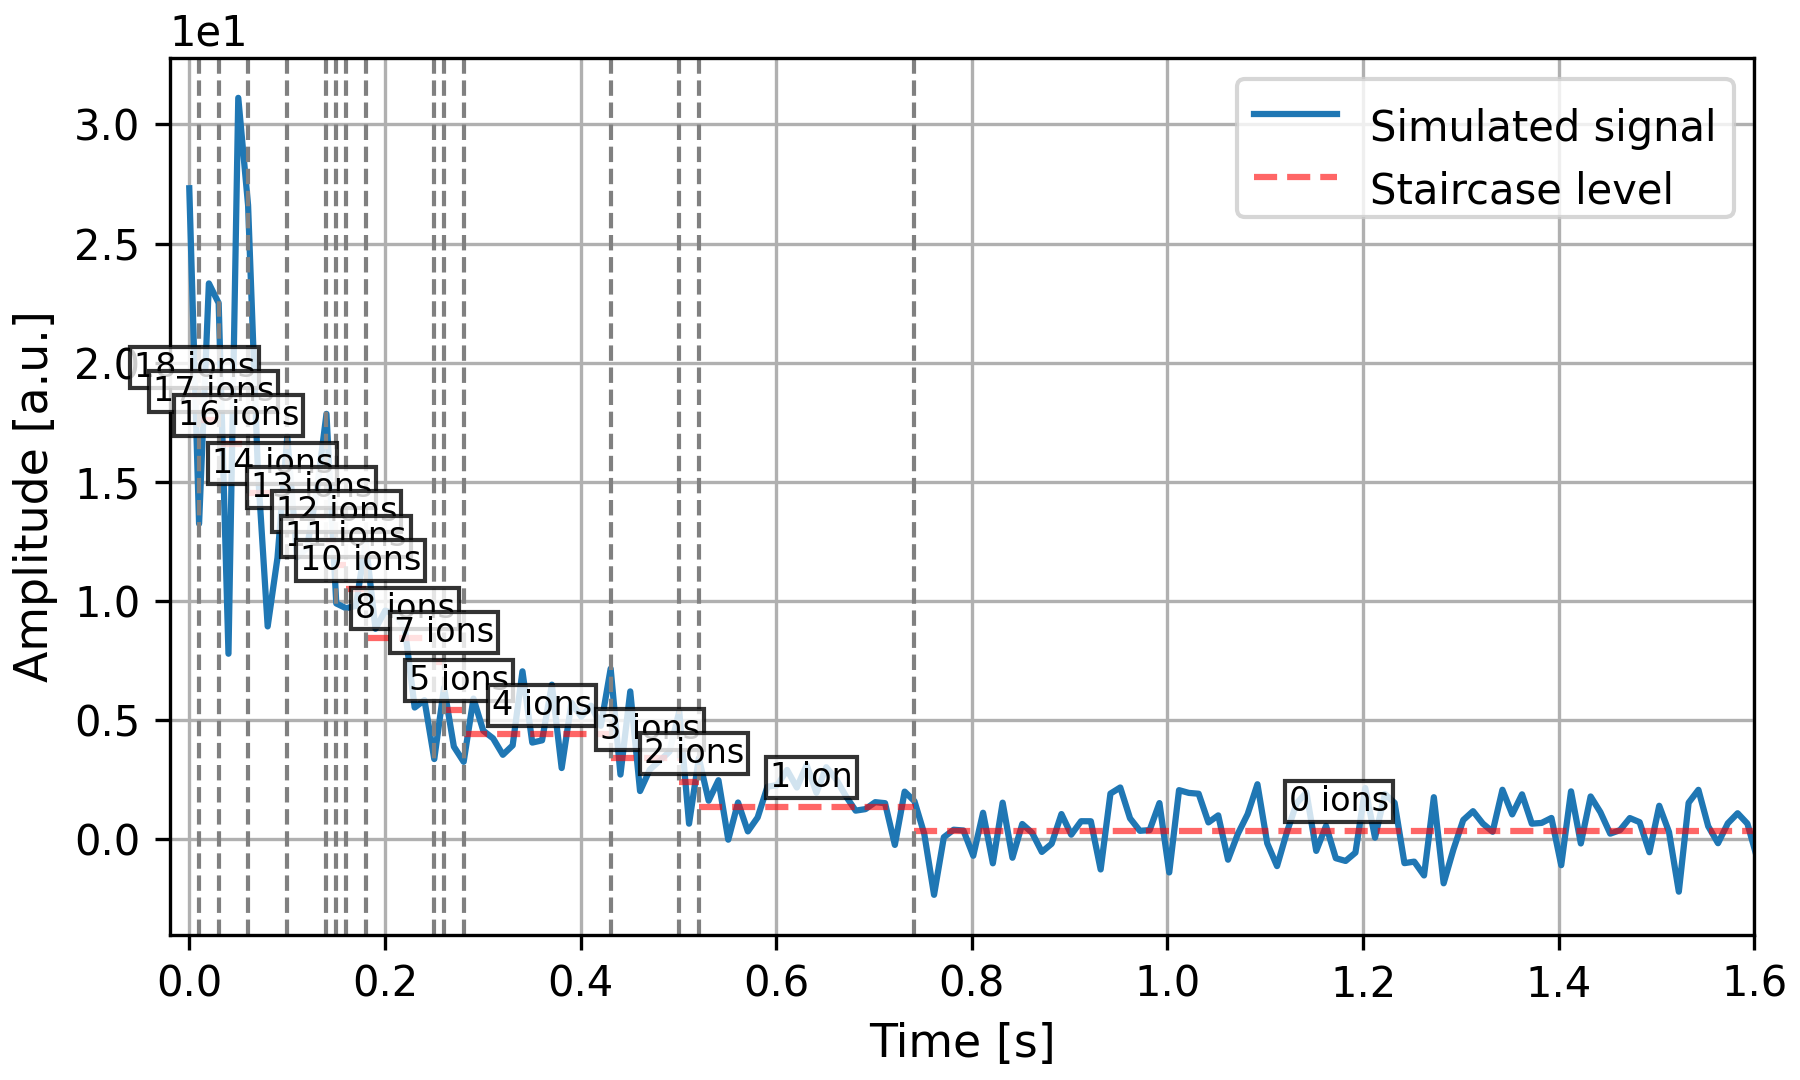 1e1
Simulated signal
Staircase level
3.0
2.5
2.0
1.5
1.0
0.5
0.0
Amplitude [a.u.]
18 ions
17 ions
16 ions
14 ions
13 ions
12 ions
11 ions
10 ions
8 ions
7 ions
5 ions
4 ions
3 ions
2 ions
1 ion
0 ions
0.0 0.2 0.4 0.6 0.8 1.0 1.2 1.4 1.6
Time [s]